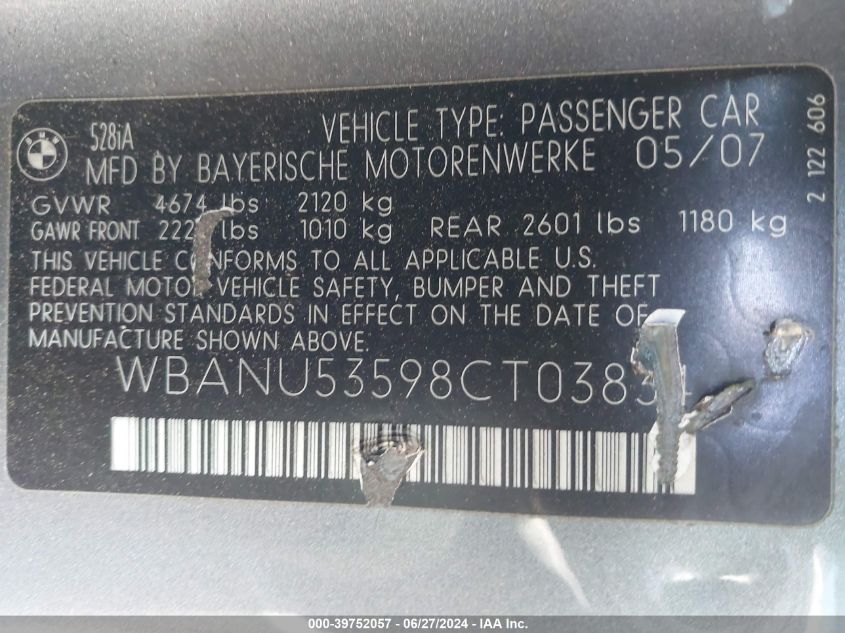 528iA VEHICLE TYPE PASSENGER CAR
MFD BY BAYERISCHE MOTORENWERKE 05/07
GVWR 4674 lbs 2120 kg
GAWR FRONT lbs 1010 kg REAR 2601 lbs 1180 kg
THIS VEHICLE CONFORMS TO ALL APPLICABLE U.S.
FEDERAL MOTOR VEHICLE SAFETY, BUMPER AND THEFT
PREVENTION STANDARDS IN EFFECT ON THE DATE OF
MANUFACTURE SHOWN ABOVE.
WBANU53598CT0383
2 122 606
BMW
000-39752057 - 06/27/2024 - IAA Inc.